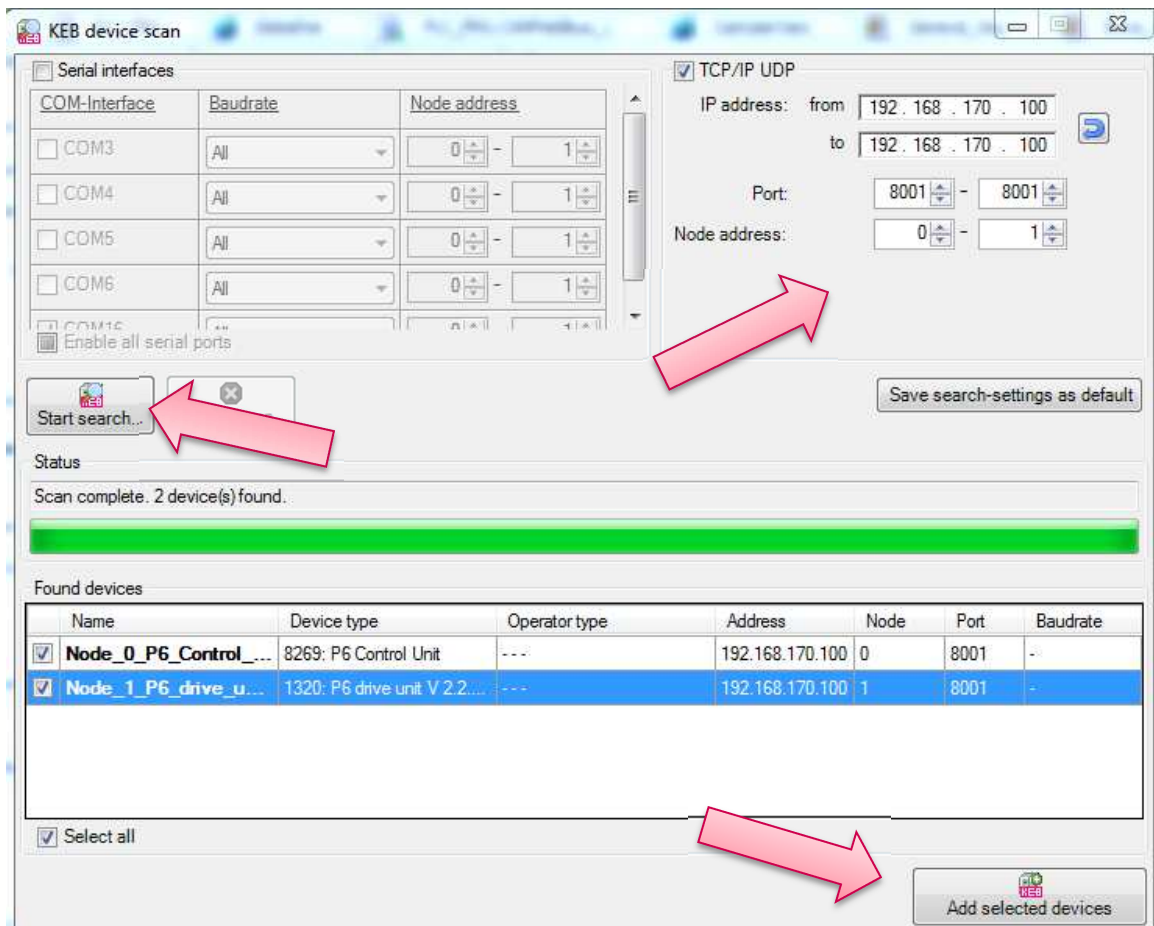 KEB device scan
Serial interfaces
COM-Interface Baudrate Node address
COM3 All 0 - 1
COM4 All 0 - 1
COM5 All 0 - 1
COM6 All 0 - 1
COM16 All 0 - 1
Enable all serial ports
TCP/IP UDP
IP address: from 192 . 168 . 170 . 100
to 192 . 168 . 170 . 100
Port: 8001 - 8001
Node address: 0 - 1
KEB
Start search...
Save search-settings as default
Status
Scan complete. 2 device(s) found.
Found devices
Name Device type Operator type Address Node Port Baudrate
Node_0_P6_Control_... 8269: P6 Control Unit - - - 192.168.170.100 0 8001 -
Node_1_P6_drive_u... 1320: P6 drive unit V 2.2.... - - - 192.168.170.100 1 8001 -
Select all
KEB
Add selected devices